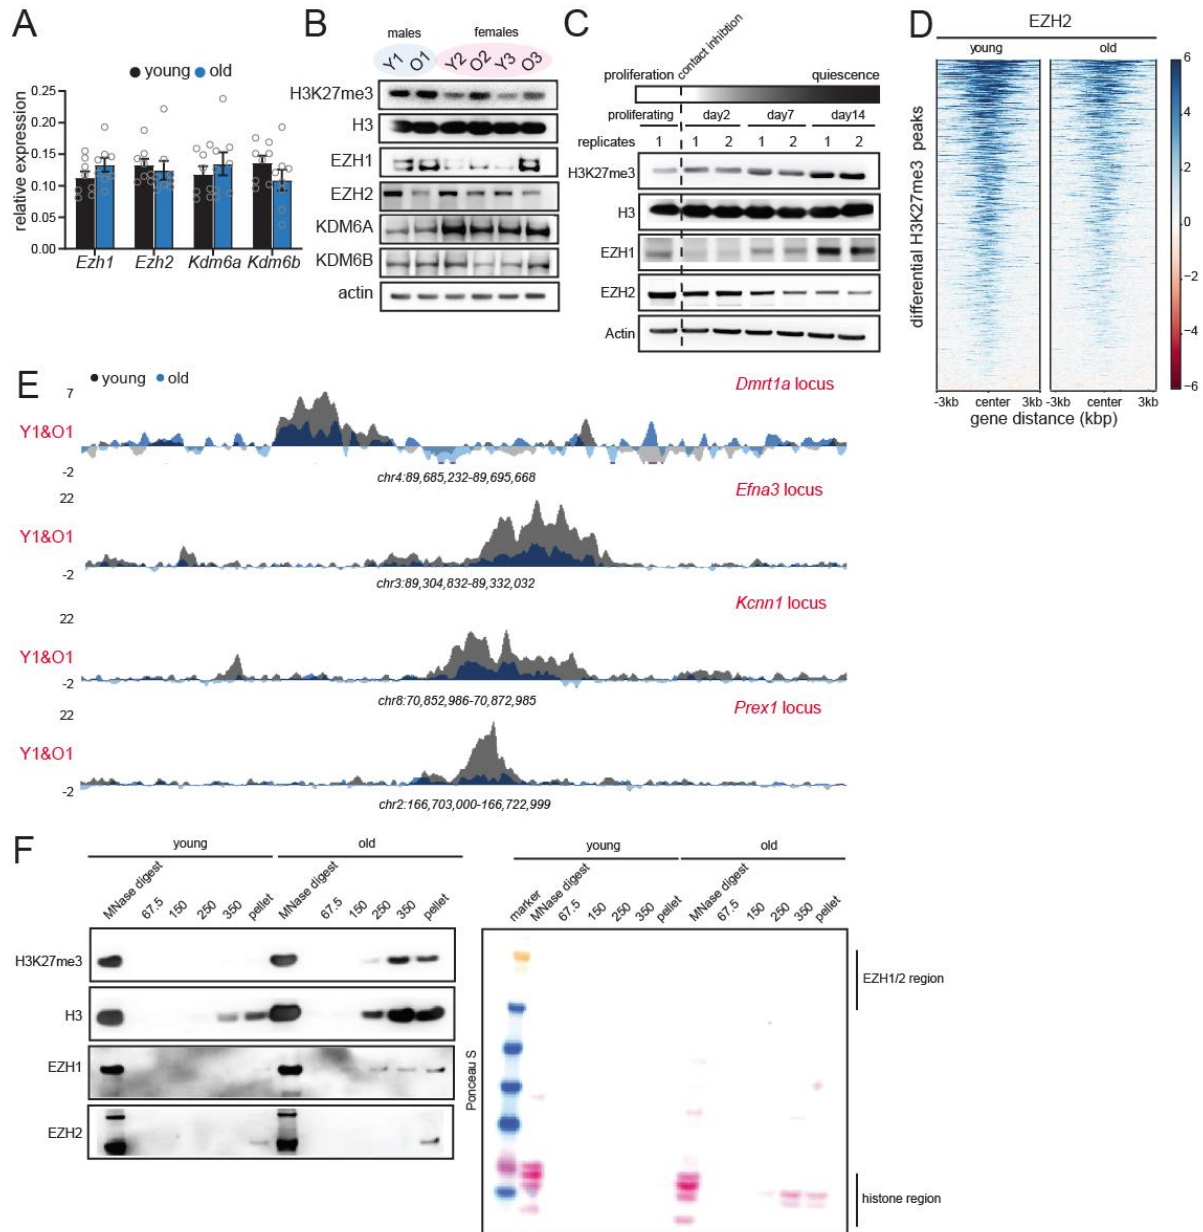 A
young old
relative expression
0.25
0.20
0.15
0.10
0.05
0.00
Ezh1 Ezh2 Kdm6a Kdm6b
B
males females
Y1 O1 Y2 O2 Y3 O3
H3K27me3
H3
EZH1
EZH2
KDM6A
KDM6B
actin
C
contact inhibtion
proliferation quiescence
proliferating day2 day7 day14
replicates 1 1 2 1 2 1 2
H3K27me3
H3
EZH1
EZH2
Actin
D
EZH2
young old
differential H3K27me3 peaks
6
4
2
0
−2
−4
−6
-3kb center 3kb -3kb center 3kb
gene distance (kbp)
E
young old
Dmrt1a locus
7
Y1&O1
-2
chr4:89,685,232-89,695,668
Efna3 locus
22
Y1&O1
-2
chr3:89,304,832-89,332,032
Kcnn1 locus
22
Y1&O1
-2
chr8:70,852,986-70,872,985
Prex1 locus
22
Y1&O1
-2
chr2:166,703,000-166,722,999
F
young old
MNase digest 67.5 150 250 350 pellet MNase digest 67.5 150 250 350 pellet
H3K27me3
H3
EZH1
EZH2
young old
marker MNase digest 67.5 150 250 350 pellet MNase digest 67.5 150 250 350 pellet
Ponceau S
EZH1/2 region
histone region